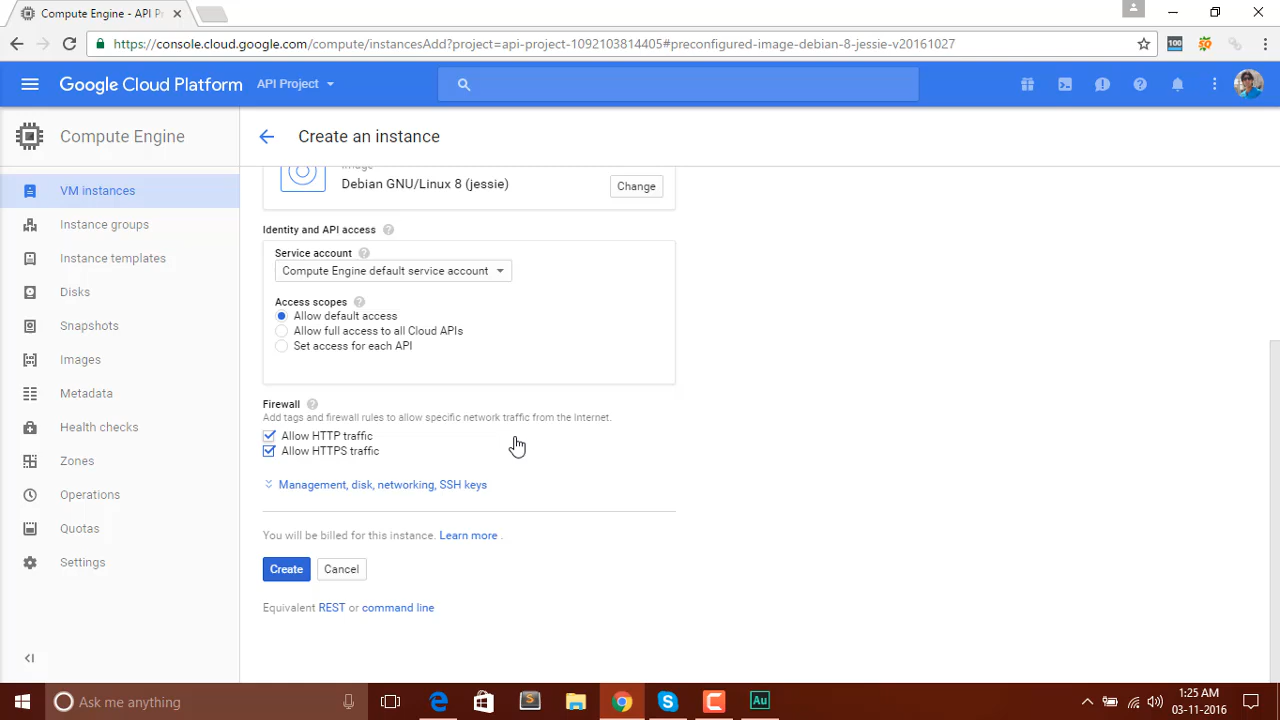 Compute Engine - API Pr
https://console.cloud.google.com/compute/instancesAdd?project=api-project-1092103814405#preconfigured-image-debian-8-jessie-v20161027
100
Google Cloud Platform
API Project
Compute Engine
Create an instance
VM instances
Instance groups
Instance templates
Disks
Snapshots
Images
Metadata
Health checks
Zones
Operations
Quotas
Settings
Image
Debian GNU/Linux 8 (jessie)
Change
Identity and API access
Service account
Compute Engine default service account
Access scopes
Allow default access
Allow full access to all Cloud APIs
Set access for each API
Firewall
Add tags and firewall rules to allow specific network traffic from the Internet.
Allow HTTP traffic
Allow HTTPS traffic
Management, disk, networking, SSH keys
You will be billed for this instance. Learn more .
Create
Cancel
Equivalent REST or command line
Ask me anything
Au
1:25 AM
03-11-2016